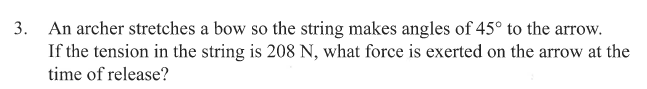 3. An archer stretches a bow so the string makes angles of 45° to the arrow.
If the tension in the string is 208 N, what force is exerted on the arrow at the
time of release?